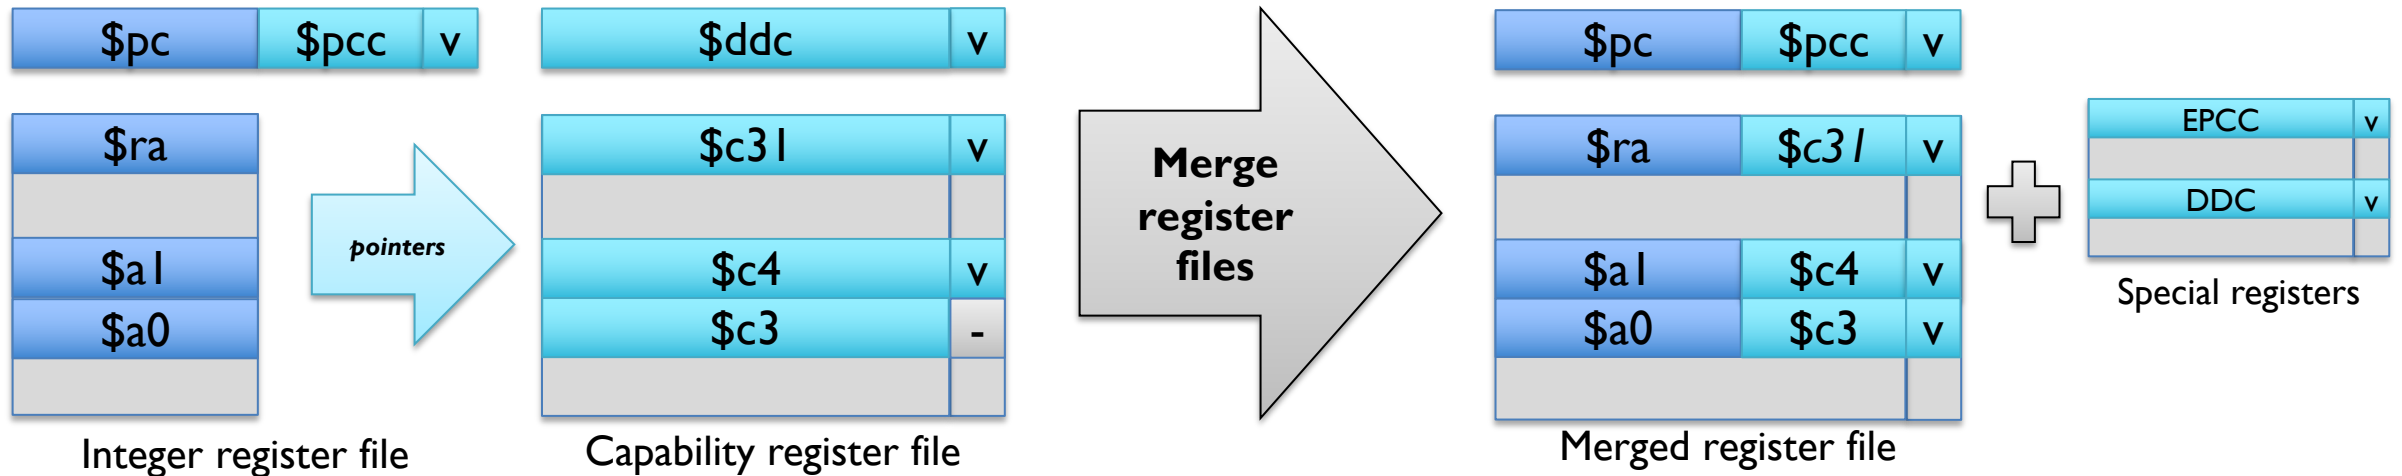 $pc $pcc v
$ddc v
$pc $pcc v
$ra
$c31 v
$ra $c31 v
EPCC v
DDC v
pointers
Merge
register
files
$a1
$c4 v
$a1 $c4 v
$a0
$c3 -
$a0 $c3 v
Special registers
Integer register file
Capability register file
Merged register file